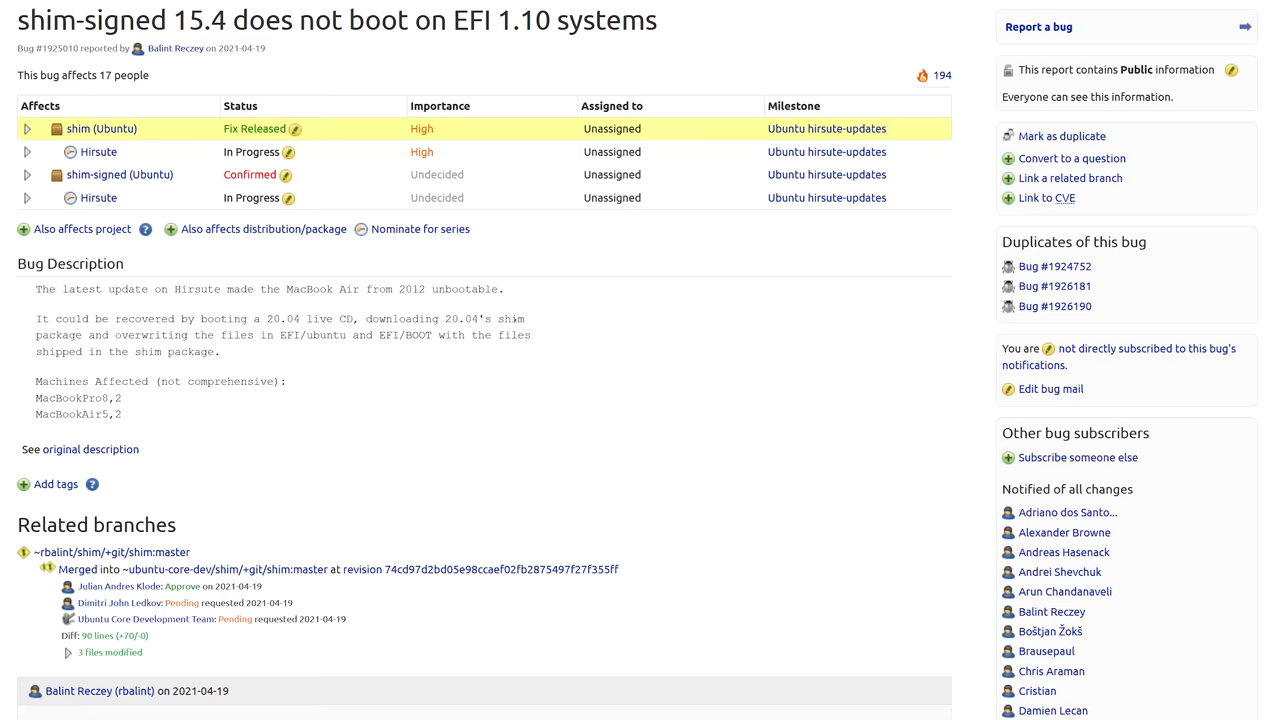 shim-signed 15.4 does not boot on EFI 1.10 systems
Bug #1925010 reported by Balint Reczey on 2021-04-19
This bug affects 17 people
194
Affects Status Importance Assigned to Milestone
shim (Ubuntu) Fix Released High Unassigned Ubuntu hirsute-updates
Hirsute In Progress High Unassigned Ubuntu hirsute-updates
shim-signed (Ubuntu) Confirmed Undecided Unassigned Ubuntu hirsute-updates
Hirsute In Progress Undecided Unassigned Ubuntu hirsute-updates
Also affects project Also affects distribution/package Nominate for series
Bug Description
The latest update on Hirsute made the MacBook Air from 2012 unbootable.
It could be recovered by booting a 20.04 live CD, downloading 20.04's shim
package and overwriting the files in EFI/ubuntu and EFI/BOOT with the files
shipped in the shim package.
Machines Affected (not comprehensive):
MacBookPro8,2
MacBookAir5,2
See original description
Add tags
Related branches
~rbalint/shim/+git/shim:master
Merged into ~ubuntu-core-dev/shim/+git/shim:master at revision 74cd97d2bd05e98ccaef02fb2875497f27f355ff
Julian Andres Klode: Approve on 2021-04-19
Dimitri John Ledkov: Pending requested 2021-04-19
Ubuntu Core Development Team: Pending requested 2021-04-19
Diff: 90 lines (+70/-0)
3 files modified
Balint Reczey (rbalint) on 2021-04-19
Report a bug
This report contains Public information
Everyone can see this information.
Mark as duplicate
Convert to a question
Link a related branch
Link to CVE
Duplicates of this bug
Bug #1924752
Bug #1926181
Bug #1926190
You are not directly subscribed to this bug's
notifications.
Edit bug mail
Other bug subscribers
Subscribe someone else
Notified of all changes
Adriano dos Santo...
Alexander Browne
Andreas Hasenack
Andrei Shevchuk
Arun Chandanaveli
Balint Reczey
Boštjan Žokš
Brausepaul
Chris Araman
Cristian
Damien Lecan